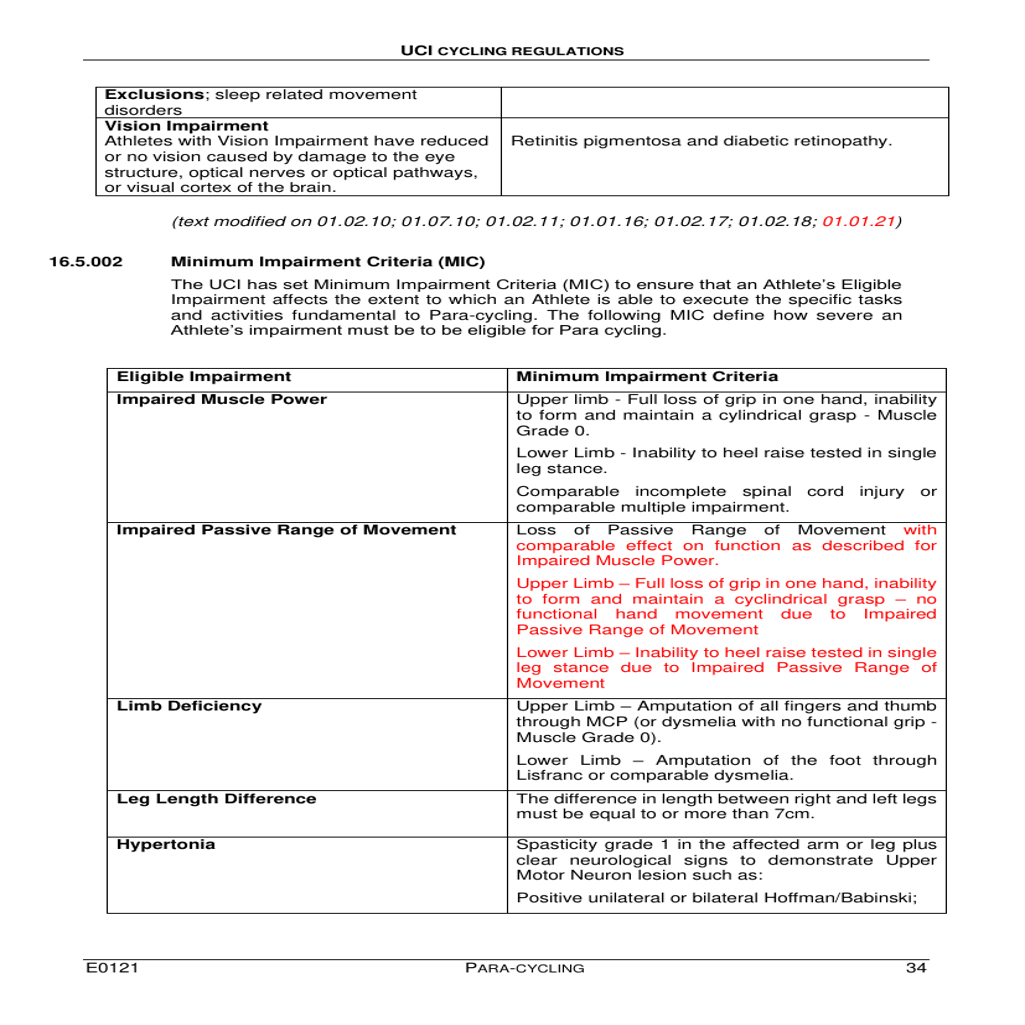 UCI CYCLING REGULATIONS
Exclusions; sleep related movement
disorders
Vision Impairment
Athletes with Vision Impairment have reduced
or no vision caused by damage to the eye
structure, optical nerves or optical pathways,
or visual cortex of the brain.
Retinitis pigmentosa and diabetic retinopathy.
(text modified on 01.02.10; 01.07.10; 01.02.11; 01.01.16; 01.02.17; 01.02.18; 01.01.21)
16.5.002 Minimum Impairment Criteria (MIC)
The UCI has set Minimum Impairment Criteria (MIC) to ensure that an Athlete's Eligible
Impairment affects the extent to which an Athlete is able to execute the specific tasks
and activities fundamental to Para-cycling. The following MIC define how severe an
Athlete's impairment must be to be eligible for Para cycling.
Eligible Impairment
Minimum Impairment Criteria
Impaired Muscle Power
Upper limb - Full loss of grip in one hand, inability
to form and maintain a cylindrical grasp - Muscle
Grade 0.
Lower Limb - Inability to heel raise tested in single
leg stance.
Comparable incomplete spinal cord injury or
comparable multiple impairment.
Impaired Passive Range of Movement
Loss of Passive Range of Movement with
comparable effect on function as described for
Impaired Muscle Power.
Upper Limb – Full loss of grip in one hand, inability
to form and maintain a cyclindrical grasp – no
functional hand movement due to Impaired
Passive Range of Movement
Lower Limb – Inability to heel raise tested in single
leg stance due to Impaired Passive Range of
Movement
Limb Deficiency
Upper Limb – Amputation of all fingers and thumb
through MCP (or dysmelia with no functional grip -
Muscle Grade 0).
Lower Limb – Amputation of the foot through
Lisfranc or comparable dysmelia.
Leg Length Difference
The difference in length between right and left legs
must be equal to or more than 7cm.
Hypertonia
Spasticity grade 1 in the affected arm or leg plus
clear neurological signs to demonstrate Upper
Motor Neuron lesion such as:
Positive unilateral or bilateral Hoffman/Babinski;
E0121 PARA-CYCLING 34